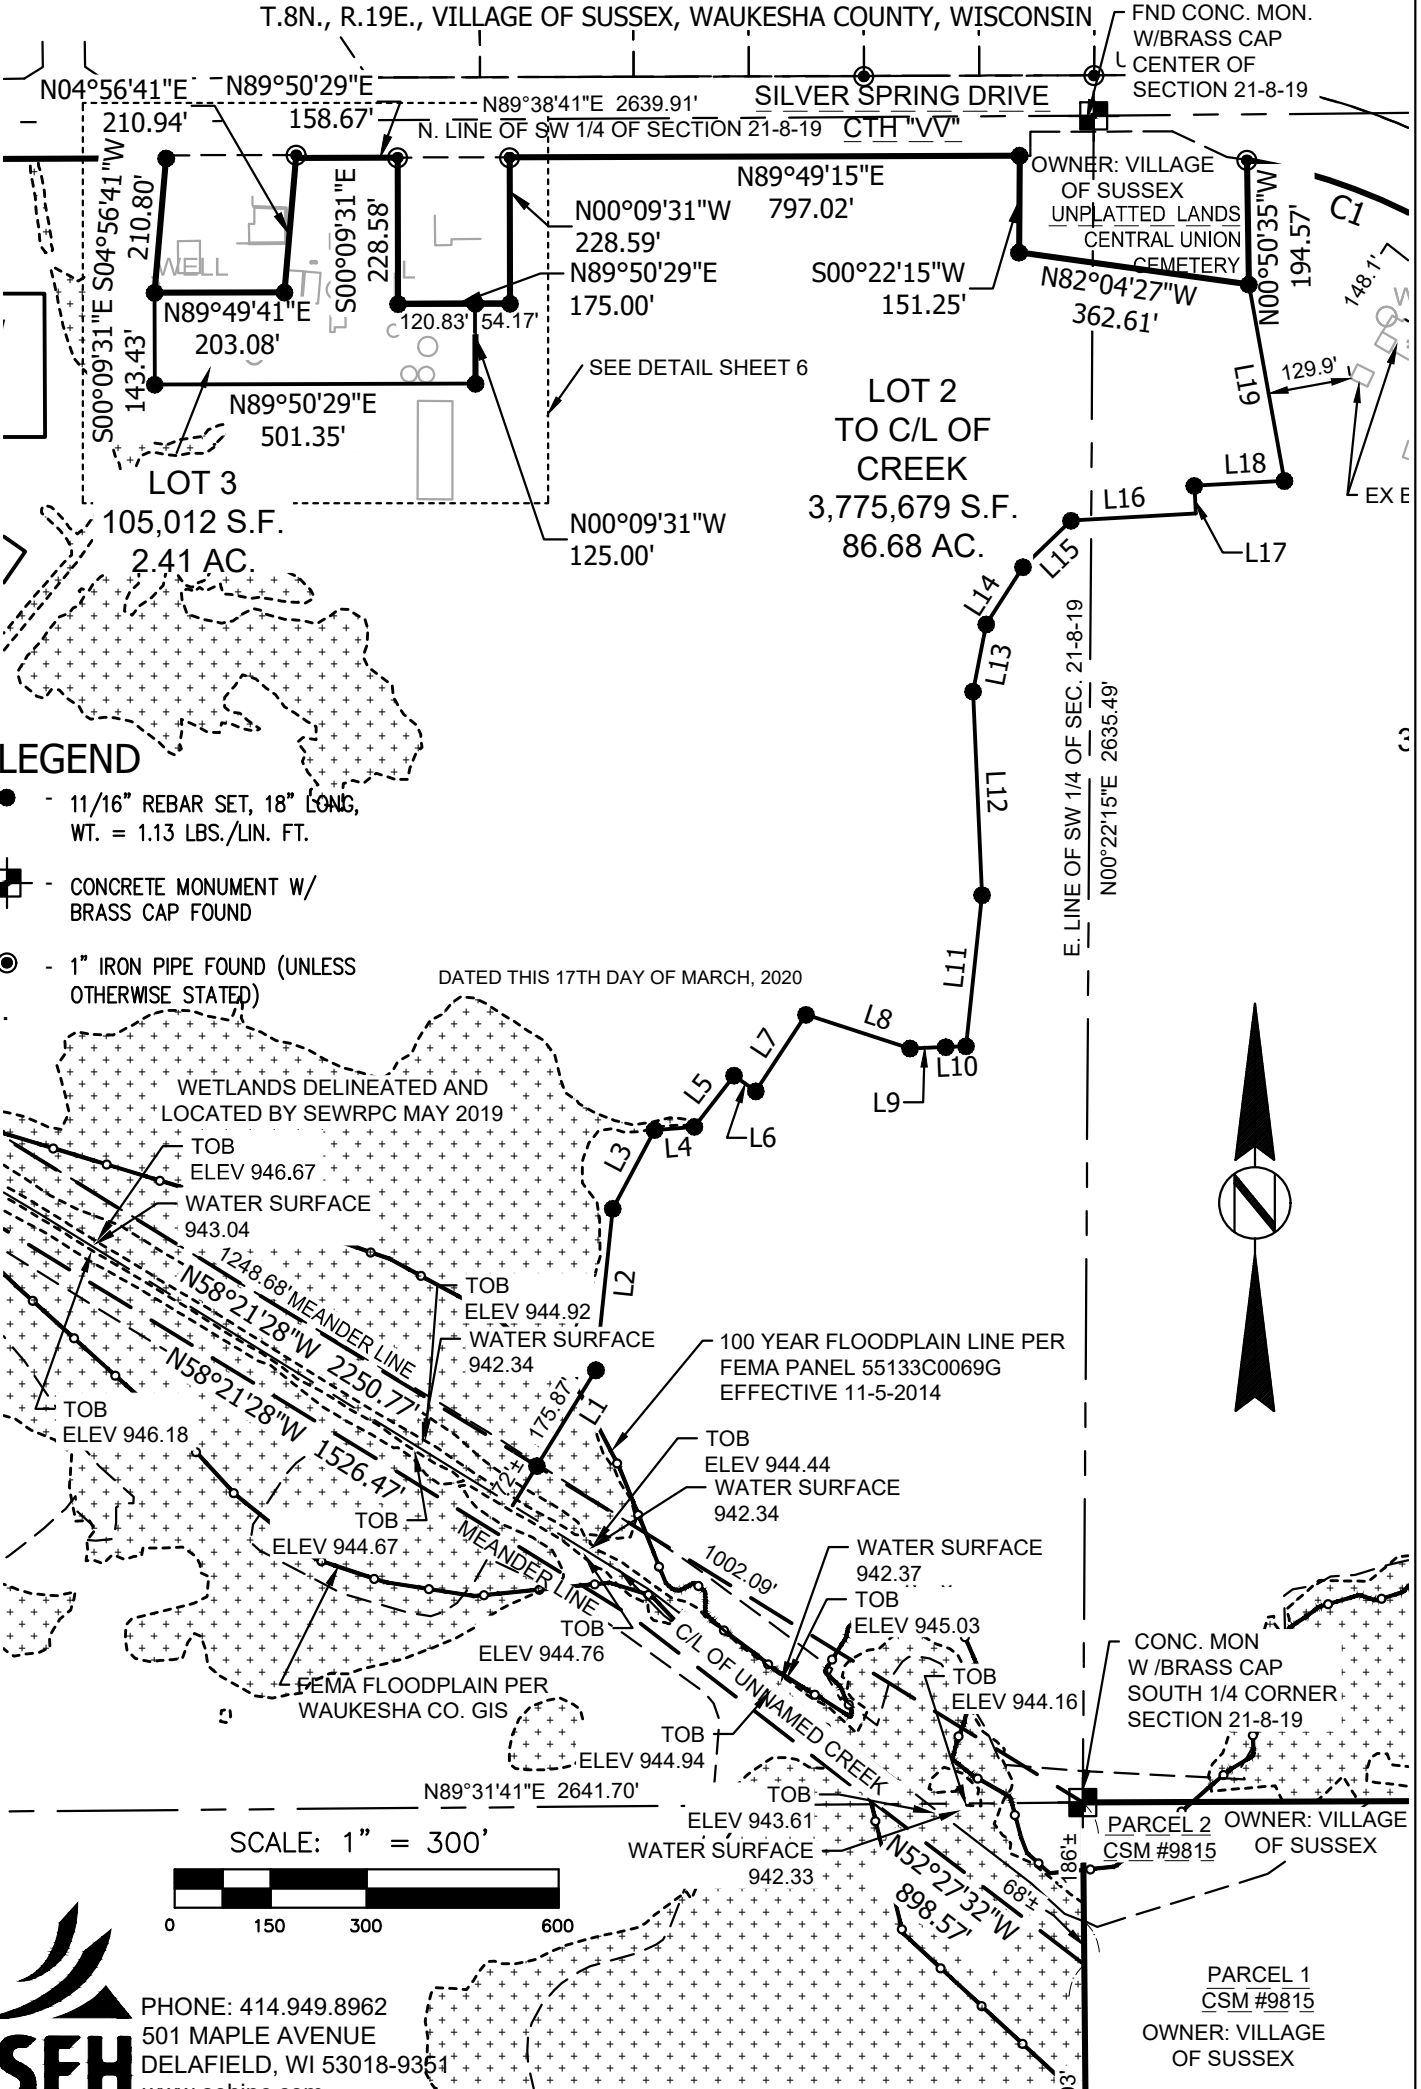 T.8N., R.19E., VILLAGE OF SUSSEX, WAUKESHA COUNTY, WISCONSIN
FND CONC. MON.
W/BRASS CAP
CENTER OF
SECTION 21-8-19
N04°56'41"E
210.94'
N89°50'29"E
158.67'
N89°38'41"E 2639.91'
N. LINE OF SW 1/4 OF SECTION 21-8-19
SILVER SPRING DRIVE
CTH "VV"
S04°56'41"W
210.80'
S00°09'31"E
143.43'
WELL
S00°09'31"E
228.58'
N89°49'15"E
797.02'
N00°09'31"W
228.59'
N89°50'29"E
175.00'
120.83'
54.17'
N89°49'41"E
203.08'
N89°50'29"E
501.35'
SEE DETAIL SHEET 6
N00°09'31"W
125.00'
OWNER: VILLAGE
OF SUSSEX
UNPLATTED LANDS
CENTRAL UNION
CEMETERY
S00°22'15"W
151.25'
N82°04'27"W
362.61'
N00°50'35"W
194.57'
C1
148.1'
129.9'
EX B
LOT 2
TO C/L OF
CREEK
3,775,679 S.F.
86.68 AC.
LOT 3
105,012 S.F.
2.41 AC.
L19
L18
L17
L16
L15
L14
L13
L12
L11
L10
L9
L8
L7
L6
L5
L4
L3
L2
L1
E. LINE OF SW 1/4 OF SEC. 21-8-19
N00°22'15"E 2635.49'
LEGEND
- 11/16" REBAR SET, 18" LONG,
WT. = 1.13 LBS./LIN. FT.
- CONCRETE MONUMENT W/
BRASS CAP FOUND
- 1" IRON PIPE FOUND (UNLESS
OTHERWISE STATED)
DATED THIS 17TH DAY OF MARCH, 2020
WETLANDS DELINEATED AND
LOCATED BY SEWRPC MAY 2019
TOB
ELEV 946.67
WATER SURFACE
943.04
1248.68'
MEANDER LINE
N58°21'28"W 2250.77'
N58°21'28"W 1526.47'
TOB
ELEV 944.92
WATER SURFACE
942.34
TOB
ELEV 946.18
175.87'
72'±
100 YEAR FLOODPLAIN LINE PER
FEMA PANEL 55133C0069G
EFFECTIVE 11-5-2014
TOB
ELEV 944.44
WATER SURFACE
942.34
TOB
ELEV 944.67
MEANDER LINE
1002.09'
WATER SURFACE
942.37
TOB
ELEV 945.03
TOB
ELEV 944.76
C/L OF UNNAMED CREEK
FEMA FLOODPLAIN PER
WAUKESHA CO. GIS
TOB
ELEV 944.16
CONC. MON
W /BRASS CAP
SOUTH 1/4 CORNER
SECTION 21-8-19
TOB
ELEV 944.94
N89°31'41"E 2641.70'
TOB
ELEV 943.61
WATER SURFACE
942.33
N52°27'32"W
898.57'
68'±
186'±
PARCEL 2
CSM #9815
OWNER: VILLAGE
OF SUSSEX
SCALE: 1" = 300'
0 150 300 600
PARCEL 1
CSM #9815
OWNER: VILLAGE
OF SUSSEX
SEH
PHONE: 414.949.8962
501 MAPLE AVENUE
DELAFIELD, WI 53018-9351